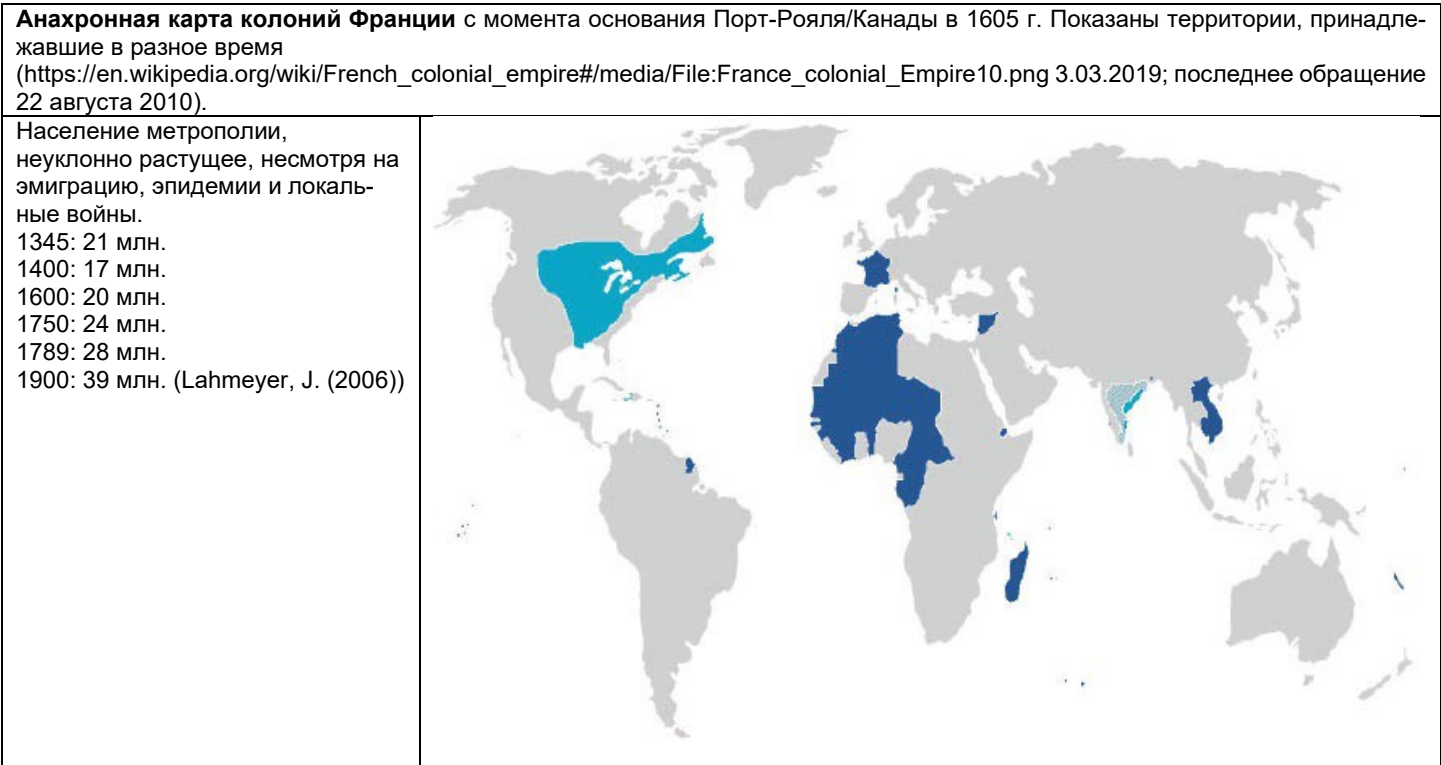 Анахронная карта колоний Франции с момента основания Порт-Рояля/Канады в 1605 г. Показаны территории, принадле-
жавшие в разное время
(https://en.wikipedia.org/wiki/French_colonial_empire#/media/File:France_colonial_Empire10.png 3.03.2019; последнее обращение
22 августа 2010).
Население метрополии,
неуклонно растущее, несмотря на
эмиграцию, эпидемии и локаль-
ные войны.
1345: 21 млн.
1400: 17 млн.
1600: 20 млн.
1750: 24 млн.
1789: 28 млн.
1900: 39 млн. (Lahmeyer, J. (2006))